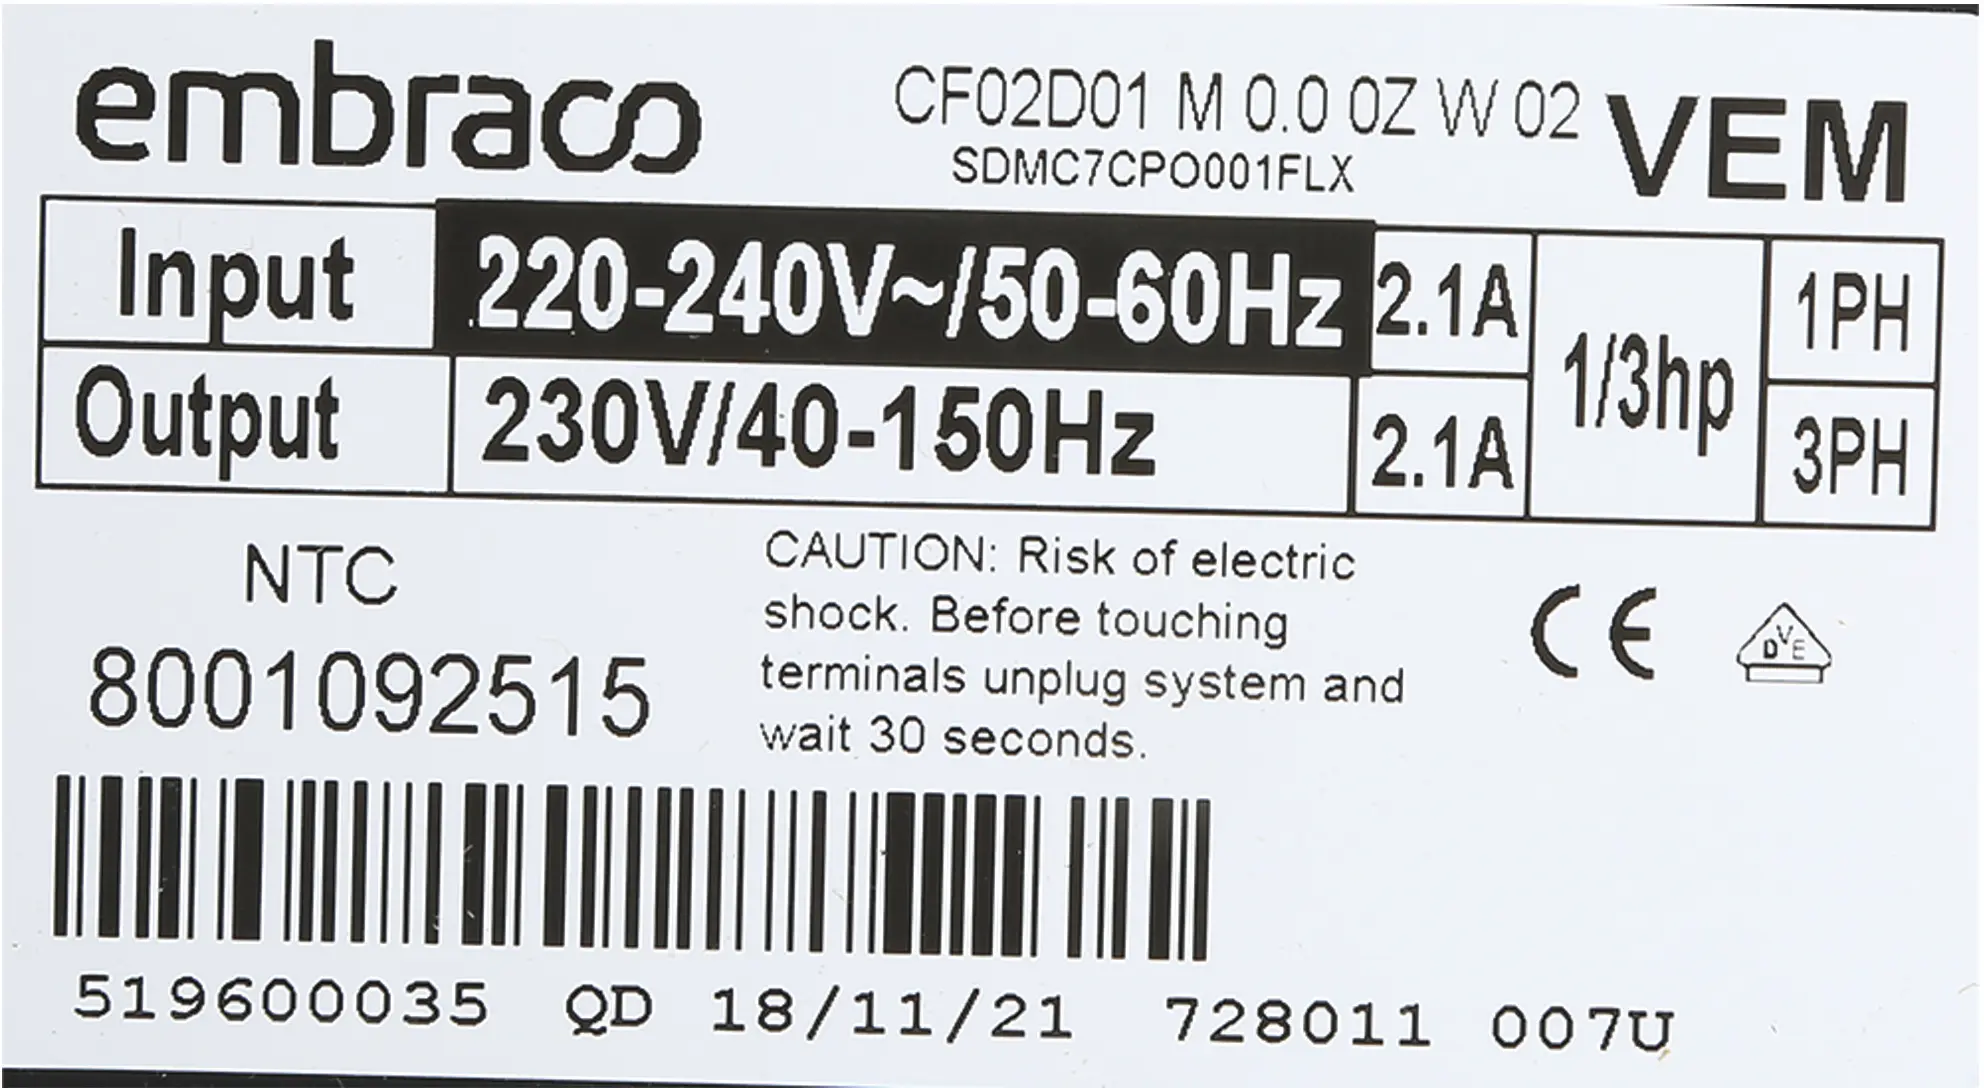 embraco
CF02D01 M 0.0 0Z W 02
SDMC7CPO001FLX
VEM
Input 220-240V~/50-60Hz 2.1A 1/3hp 1PH
Output 230V/40-150Hz 2.1A 3PH
NTC
8001092515
CAUTION: Risk of electric
shock. Before touching
terminals unplug system and
wait 30 seconds.
CE
DVE
519600035 QD 18/11/21 728011 007U